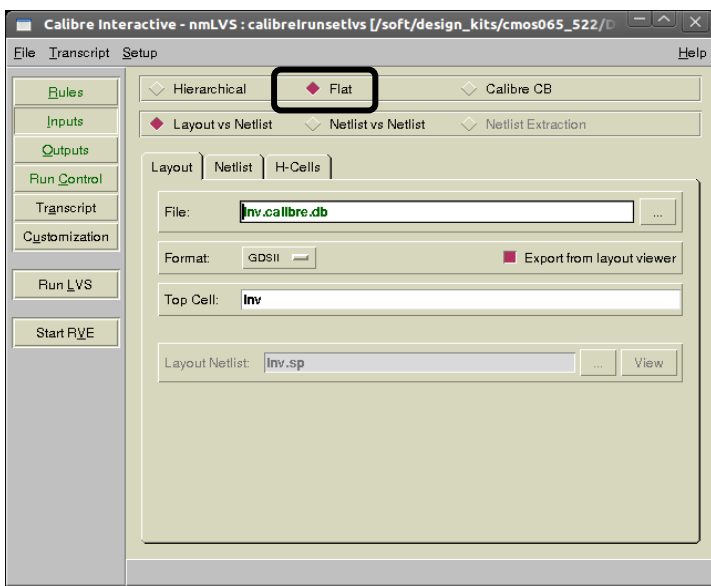 Calibre Interactive - nmLVS : calibreIrunsetlvs [/soft/design_kits/cmos065_522/D
File Transcript Setup Help
Rules
Inputs
Outputs
Run Control
Transcript
Customization
Run LVS
Start RVE
Hierarchical Flat Calibre CB
Layout vs Netlist Netlist vs Netlist Netlist Extraction
Layout Netlist H-Cells
File: inv.calibre.db ...
Format: GDSII Export from layout viewer
Top Cell: inv
Layout Netlist: inv.sp ... View